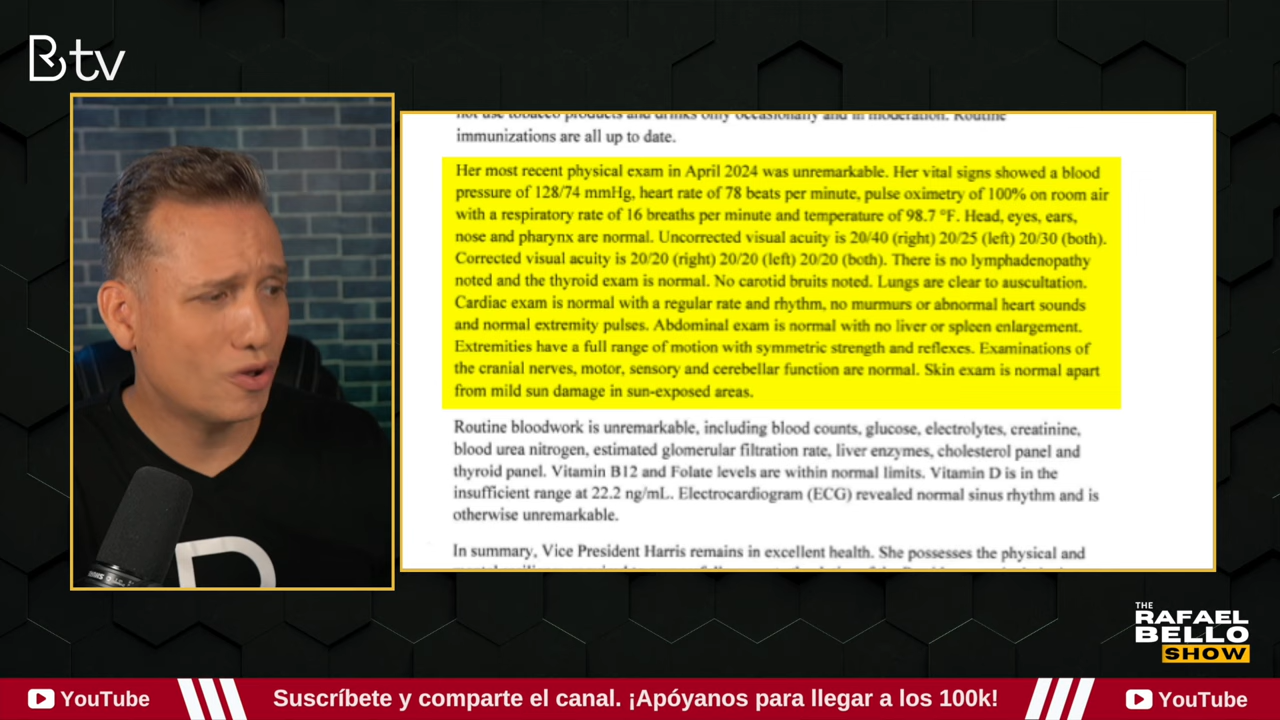 Btv
not use tobacco products and drinks only occasionally and in moderation. Routine
immunizations are all up to date.
Her most recent physical exam in April 2024 was unremarkable. Her vital signs showed a blood
pressure of 128/74 mmHg, heart rate of 78 beats per minute, pulse oximetry of 100% on room air
with a respiratory rate of 16 breaths per minute and temperature of 98.7 °F. Head, eyes, ears,
nose and pharynx are normal. Uncorrected visual acuity is 20/40 (right) 20/25 (left) 20/30 (both).
Corrected visual acuity is 20/20 (right) 20/20 (left) 20/20 (both). There is no lymphadenopathy
noted and the thyroid exam is normal. No carotid bruits noted. Lungs are clear to auscultation.
Cardiac exam is normal with a regular rate and rhythm, no murmurs or abnormal heart sounds
and normal extremity pulses. Abdominal exam is normal with no liver or spleen enlargement.
Extremities have a full range of motion with symmetric strength and reflexes. Examinations of
the cranial nerves, motor, sensory and cerebellar function are normal. Skin exam is normal apart
from mild sun damage in sun-exposed areas.
Routine bloodwork is unremarkable, including blood counts, glucose, electrolytes, creatinine,
blood urea nitrogen, estimated glomerular filtration rate, liver enzymes, cholesterol panel and
thyroid panel. Vitamin B12 and Folate levels are within normal limits. Vitamin D is in the
insufficient range at 22.2 ng/mL. Electrocardiogram (ECG) revealed normal sinus rhythm and is
otherwise unremarkable.
In summary, Vice President Harris remains in excellent health. She possesses the physical and
THE
RAFAEL
BELLO
SHOW
YouTube
Suscríbete y comparte el canal. ¡Apóyanos para llegar a los 100k!
YouTube